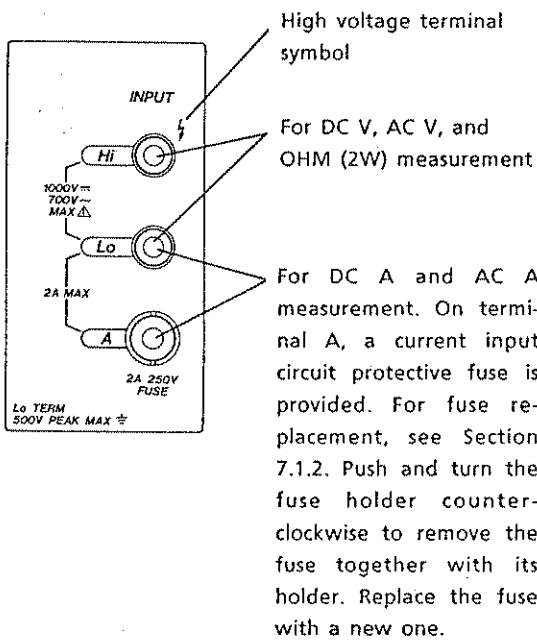 High voltage terminal
symbol
INPUT
Hi
For DC V, AC V, and
OHM (2W) measurement
1000V⎓
700V~
MAX⚠
Lo
2A MAX
A
2A 250V
FUSE
Lo TERM
500V PEAK MAX ⏚
For DC A and AC A
measurement. On termi-
nal A, a current input
circuit protective fuse is
provided. For fuse re-
placement, see Section
7.1.2. Push and turn the
fuse holder counter-
clockwise to remove the
fuse together with its
holder. Replace the fuse
with a new one.